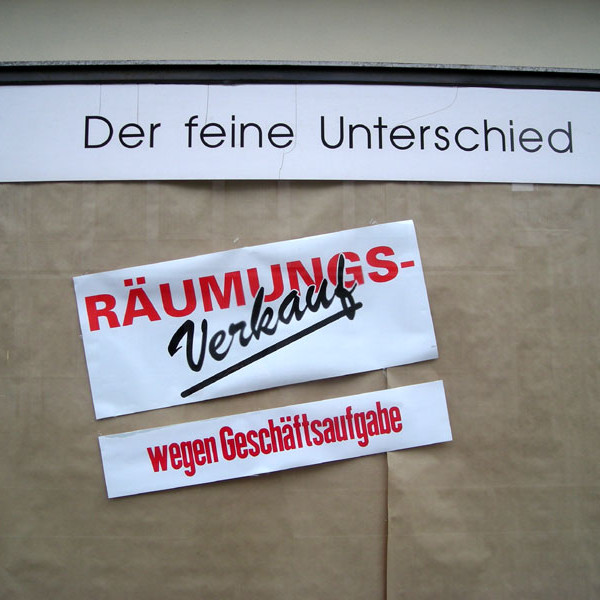 Der feine Unterschied
RÄUMUNGS-
Verkauf
wegen Geschäftsaufgabe